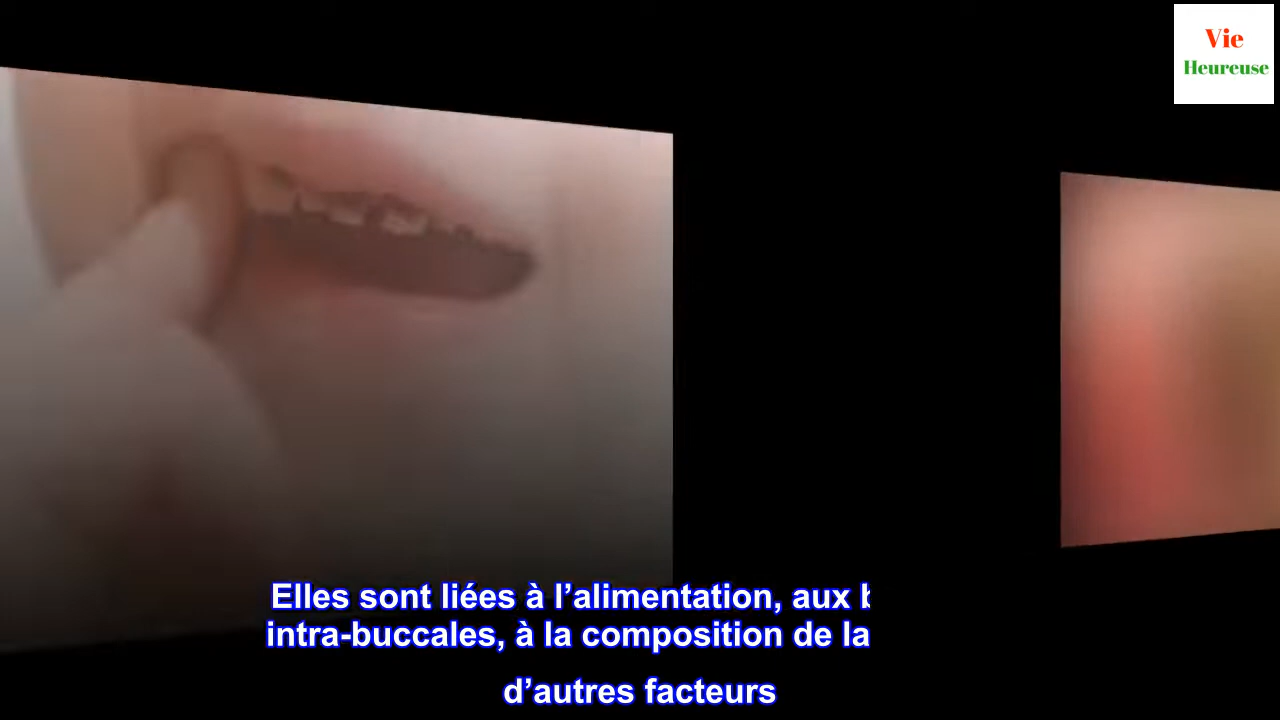 Vie
Heureuse
Elles sont liées à l’alimentation, aux
intra-buccales, à la composition de la
d’autres facteurs